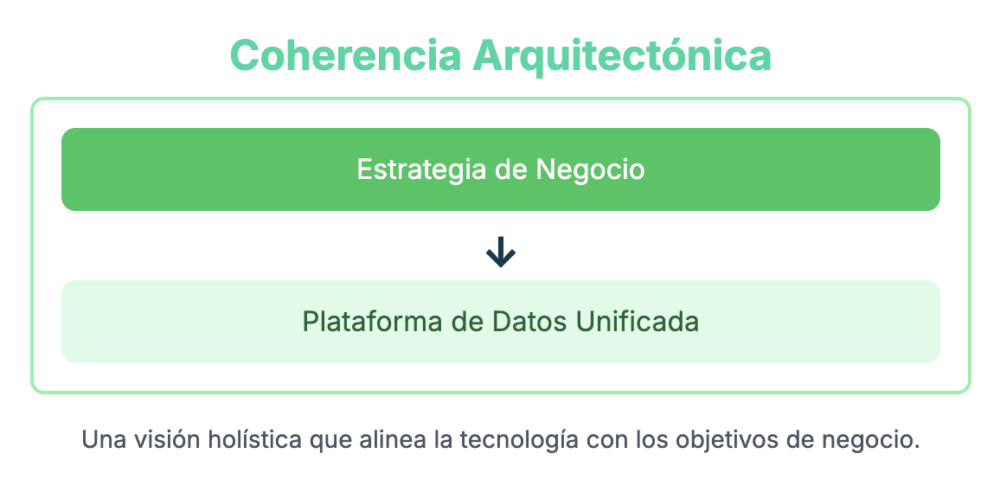 Coherencia Arquitectónica
Estrategia de Negocio
Plataforma de Datos Unificada
Una visión holística que alinea la tecnología con los objetivos de negocio.